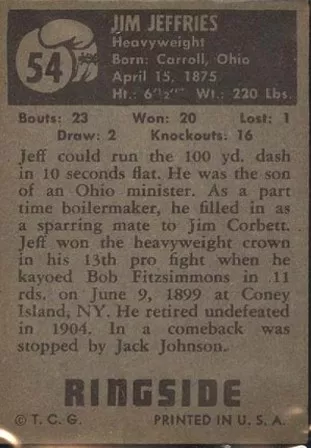 54
JIM JEFFRIES
Heavyweight
Born: Carroll, Ohio
April 15, 1875
Ht.: 6'½" Wt.: 220 Lbs.
Bouts: 23 Won: 20 Lost: 1
Draw: 2 Knockouts: 16
Jeff could run the 100 yd. dash
in 10 seconds flat. He was the son
of an Ohio minister. As a part
time boilermaker, he filled in as
a sparring mate to Jim Corbett.
Jeff won the heavyweight crown
in his 13th pro fight when he
kayoed Bob Fitzsimmons in 11
rds. on June 9, 1899 at Coney
Island, NY. He retired undefeated
in 1904. In a comeback was
stopped by Jack Johnson.
RINGSIDE
© T. C. G. PRINTED IN U. S. A.